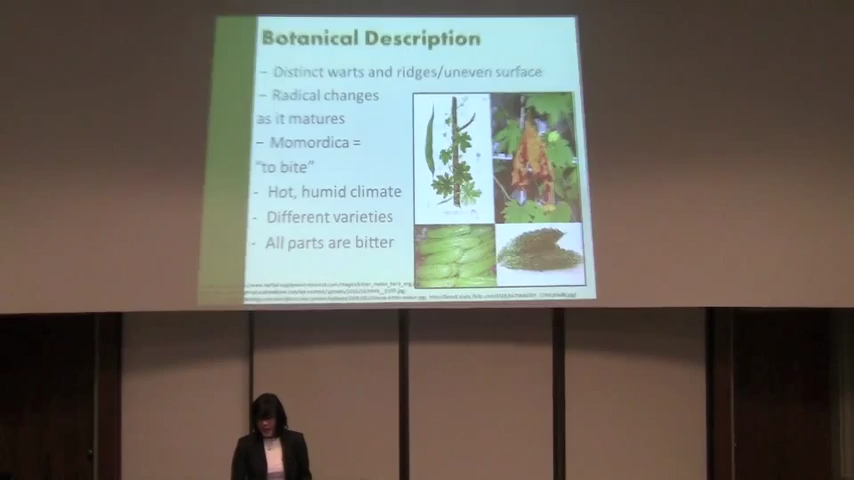 Botanical Description
– Distinct warts and ridges/uneven surface
– Radical changes
as it matures
– Momordica =
"to bite"
- Hot, humid climate
- Different varieties
- All parts are bitter